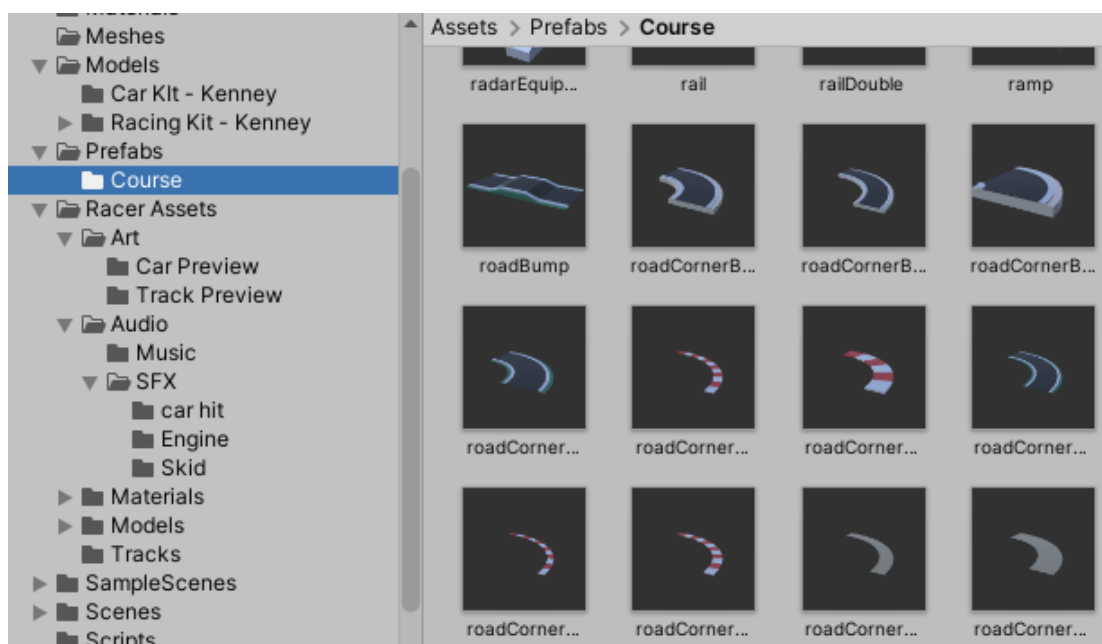 Materials
Meshes
Models
Car KIt - Kenney
Racing Kit - Kenney
Prefabs
Course
Racer Assets
Art
Car Preview
Track Preview
Audio
Music
SFX
car hit
Engine
Skid
Materials
Models
Tracks
SampleScenes
Scenes
Scripts
Assets > Prefabs > Course
radarEquip... rail railDouble ramp
roadBump roadCornerB... roadCornerB... roadCornerB...
roadCorner... roadCorner... roadCorner... roadCorner...
roadCorner... roadCorner... roadCorner... roadCorner...